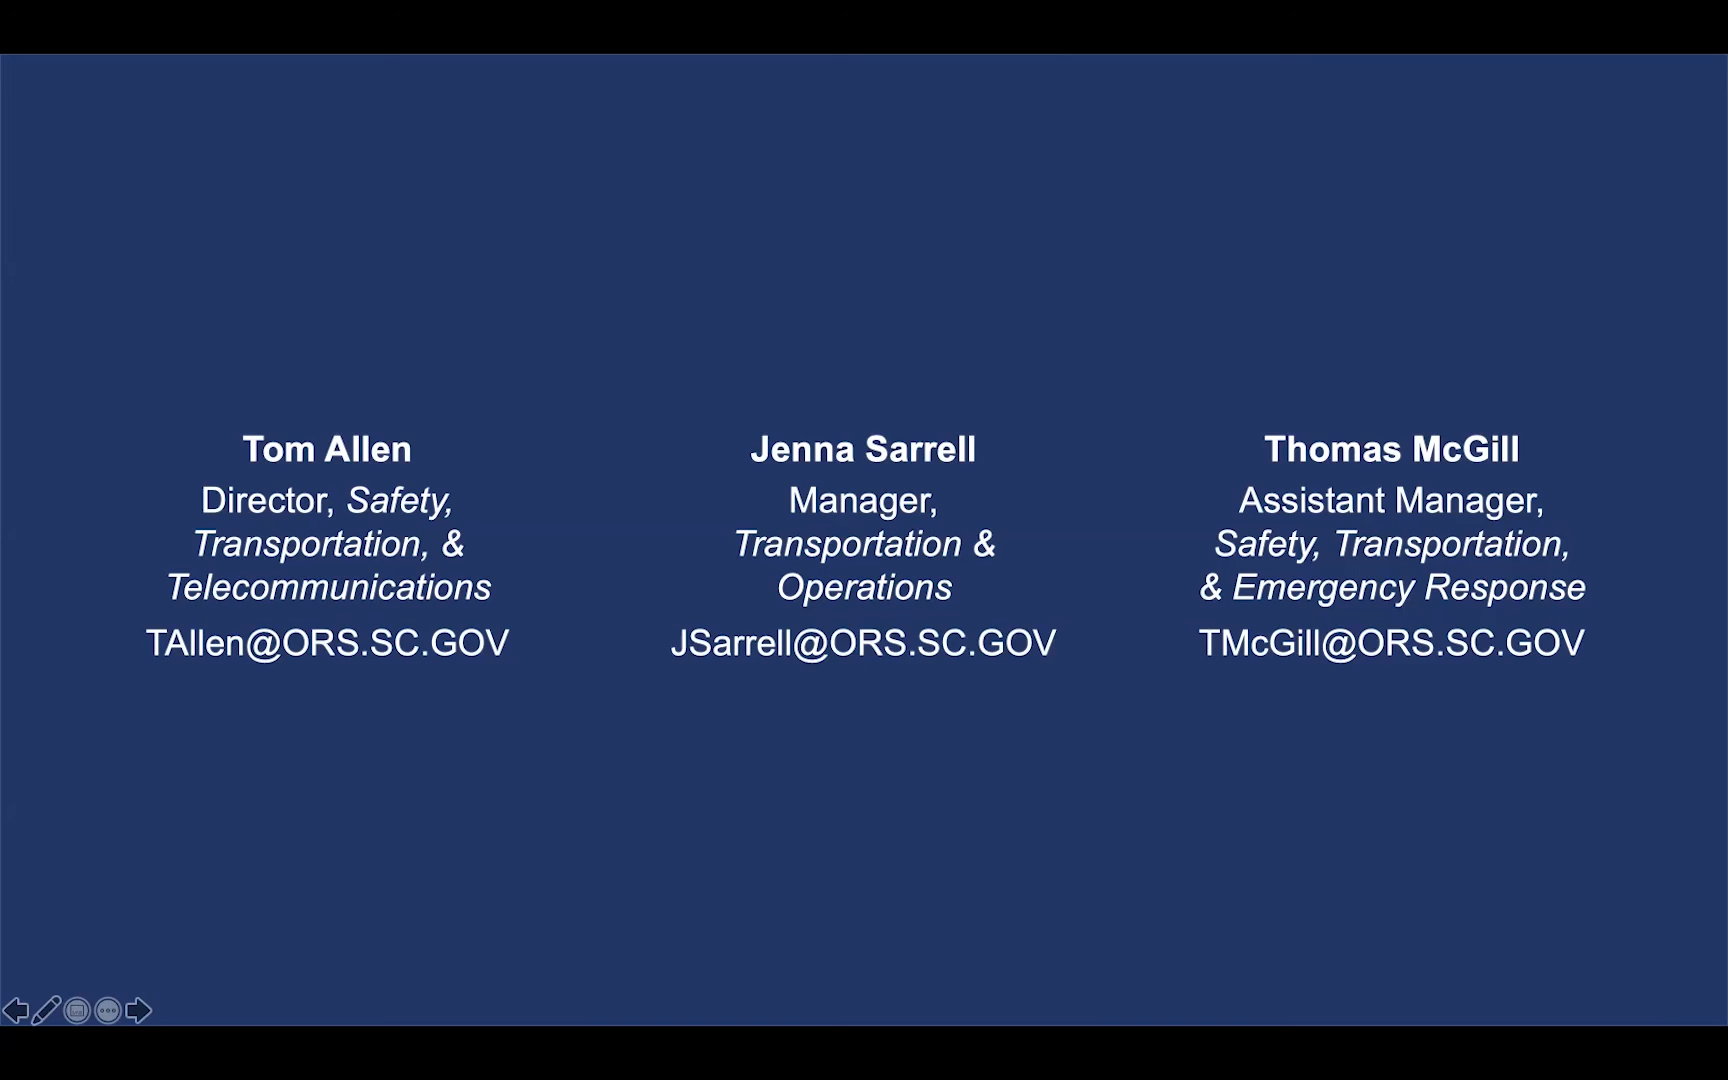 Tom Allen
Director, Safety,
Transportation, &
Telecommunications
TAllen@ORS.SC.GOV
Jenna Sarrell
Manager,
Transportation &
Operations
JSarrell@ORS.SC.GOV
Thomas McGill
Assistant Manager,
Safety, Transportation,
& Emergency Response
TMcGill@ORS.SC.GOV